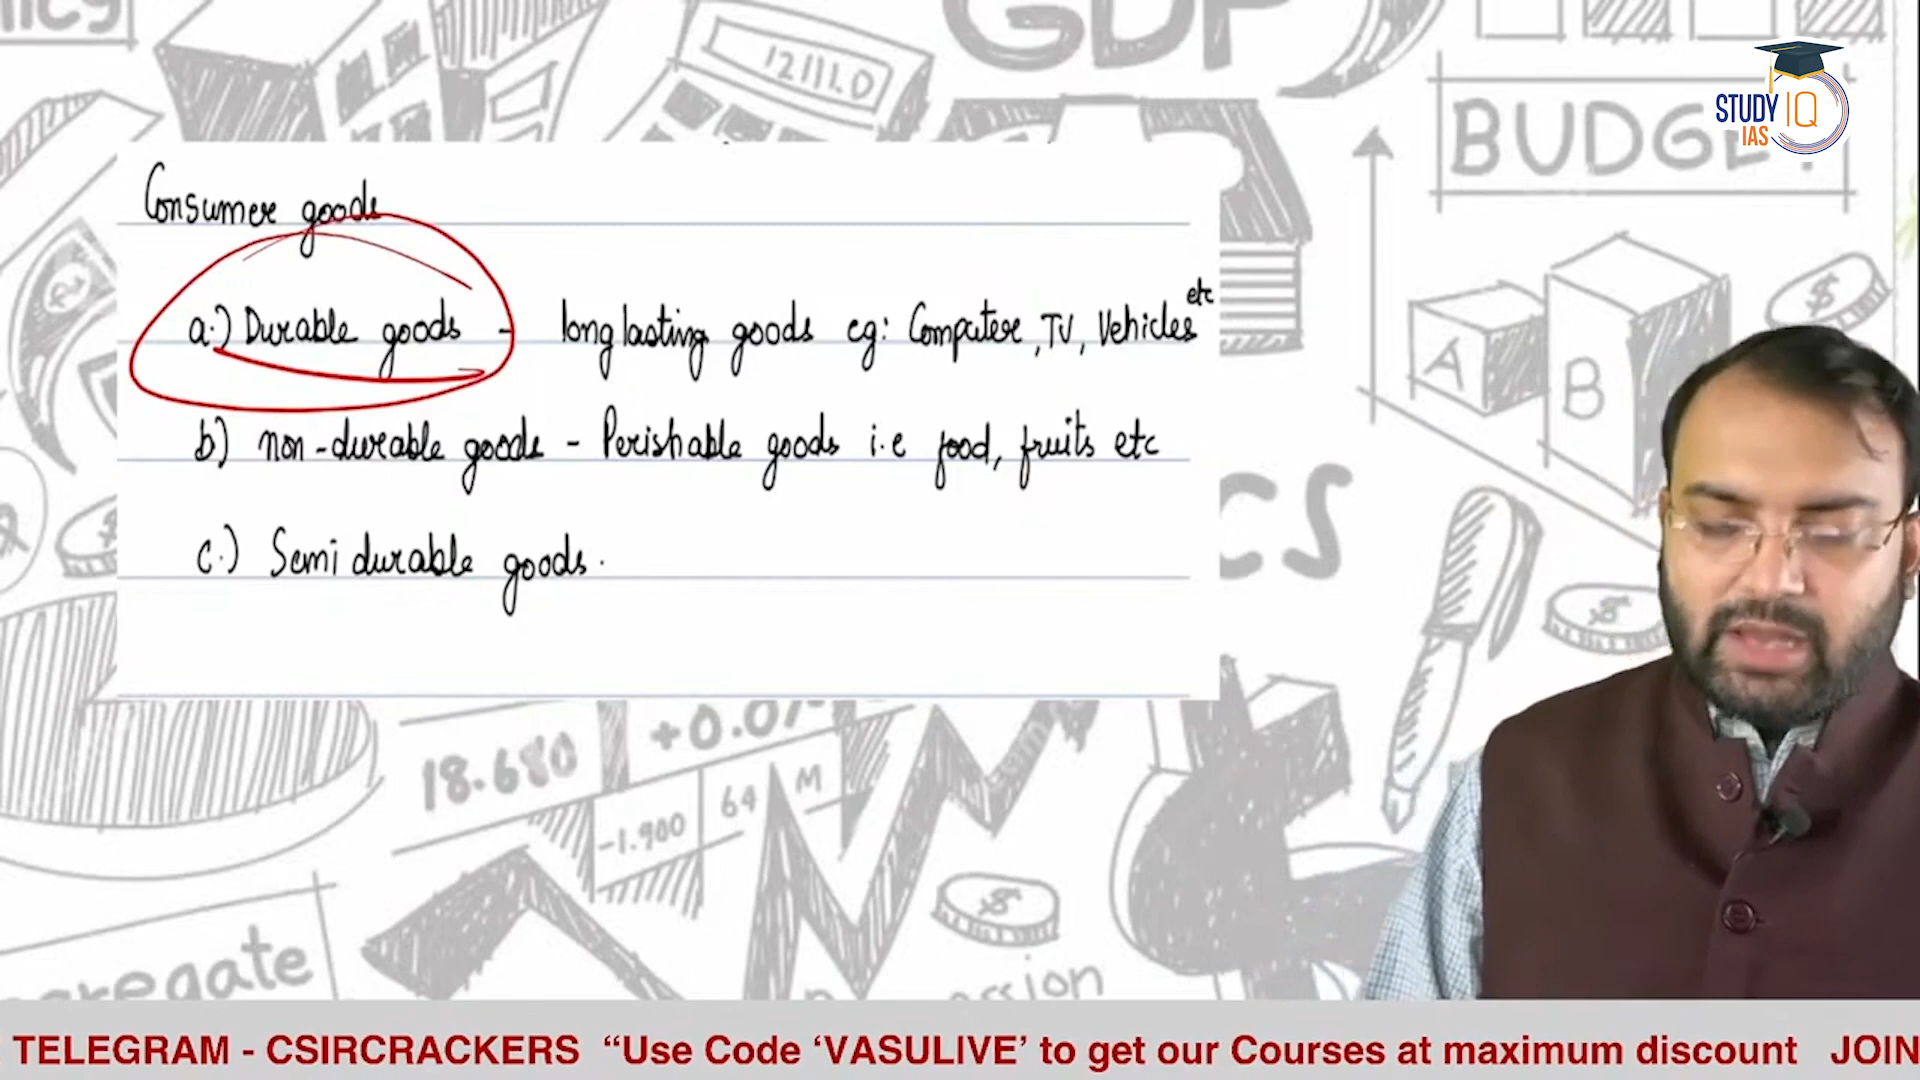 GDP
12111.0
STUDY IQ
IAS
BUDGET
Consumer goods
a.) Durable goods - long lasting goods eg: Computer, TV, Vehicles etc
b) non-durable goods - Perishable goods i.e food, fruits etc
c.) Semi durable goods.
A
B
CS
18.680
+0.07
-1.900
64
M
TELEGRAM - CSIRCRACKERS “Use Code ‘VASULIVE’ to get our Courses at maximum discount JOIN